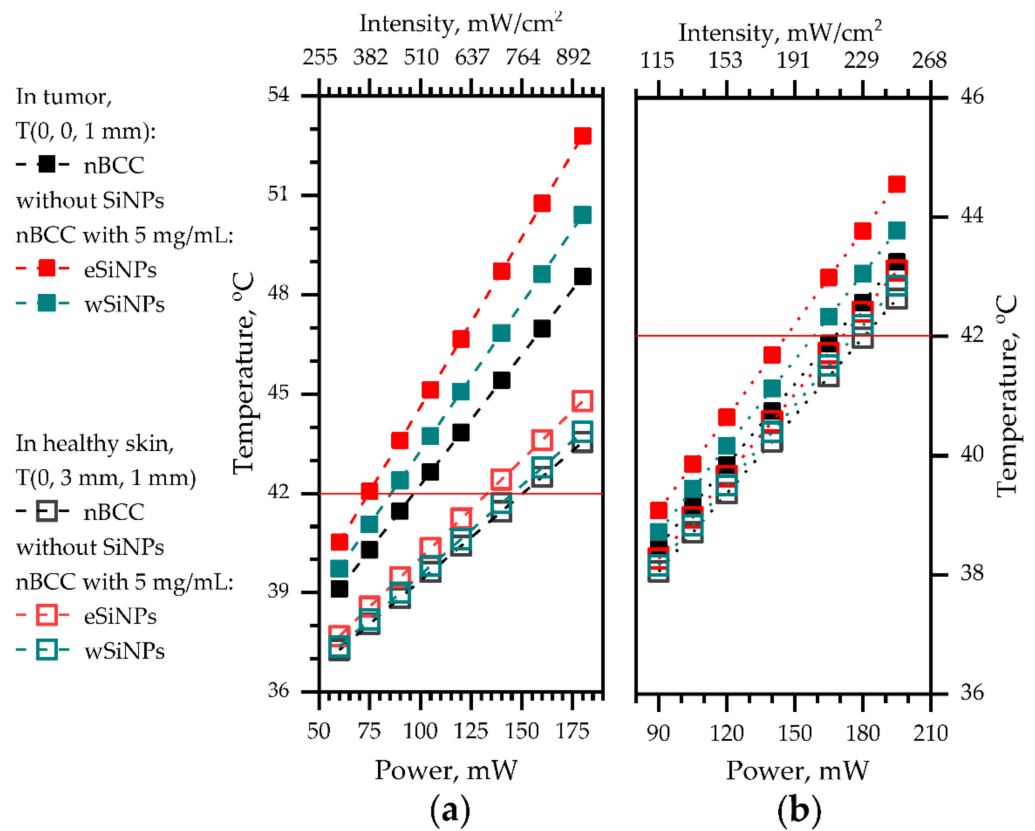 In tumor,
T(0, 0, 1 mm):
nBCC
without SiNPs
nBCC with 5 mg/mL:
eSiNPs
wSiNPs
In healthy skin,
T(0, 3 mm, 1 mm)
nBCC
without SiNPs
nBCC with 5 mg/mL:
eSiNPs
wSiNPs
Intensity, mW/cm²
255 382 510 637 764 892
54
51
48
45
42
39
36
Temperature, ºC
50 75 100 125 150 175
Power, mW
(a)
Intensity, mW/cm²
115 153 191 229 268
46
44
42
40
38
36
Temperature, ºC
90 120 150 180 210
Power, mW
(b)